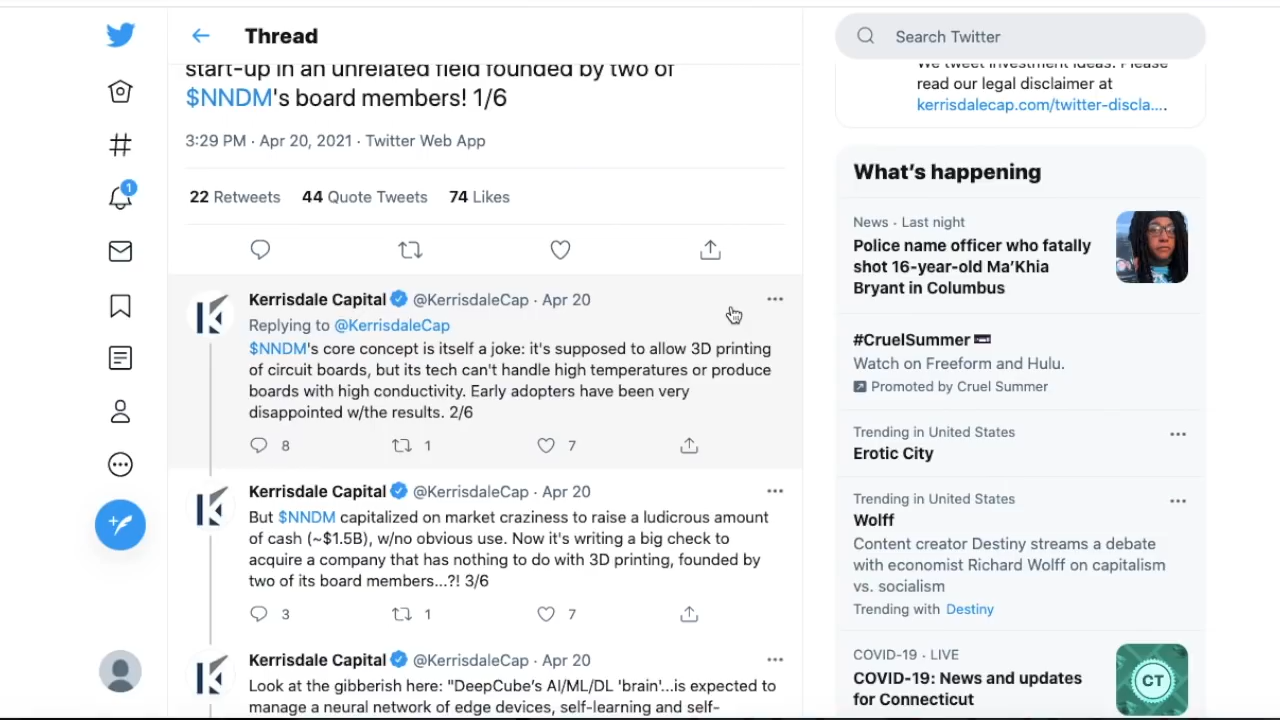 Thread
start-up in an unrelated field founded by two of
$NNDM's board members! 1/6
3:29 PM · Apr 20, 2021 · Twitter Web App
22 Retweets 44 Quote Tweets 74 Likes
Kerrisdale Capital @KerrisdaleCap · Apr 20
Replying to @KerrisdaleCap
$NNDM's core concept is itself a joke: it's supposed to allow 3D printing
of circuit boards, but its tech can't handle high temperatures or produce
boards with high conductivity. Early adopters have been very
disappointed w/the results. 2/6
8 1 7
Kerrisdale Capital @KerrisdaleCap · Apr 20
But $NNDM capitalized on market craziness to raise a ludicrous amount
of cash (~$1.5B), w/no obvious use. Now it's writing a big check to
acquire a company that has nothing to do with 3D printing, founded by
two of its board members...?! 3/6
3 1 7
Kerrisdale Capital @KerrisdaleCap · Apr 20
Look at the gibberish here: "DeepCube's AI/ML/DL 'brain'...is expected to
manage a neural network of edge devices, self-learning and self-
1
Search Twitter
We tweet investment ideas. Please
read our legal disclaimer at
kerrisdalecap.com/twitter-discla....
What's happening
News · Last night
Police name officer who fatally
shot 16-year-old Ma'Khia
Bryant in Columbus
#CruelSummer
Watch on Freeform and Hulu.
Promoted by Cruel Summer
Trending in United States
Erotic City
Trending in United States
Wolff
Content creator Destiny streams a debate
with economist Richard Wolff on capitalism
vs. socialism
Trending with Destiny
COVID-19 · LIVE
COVID-19: News and updates
for Connecticut
CT